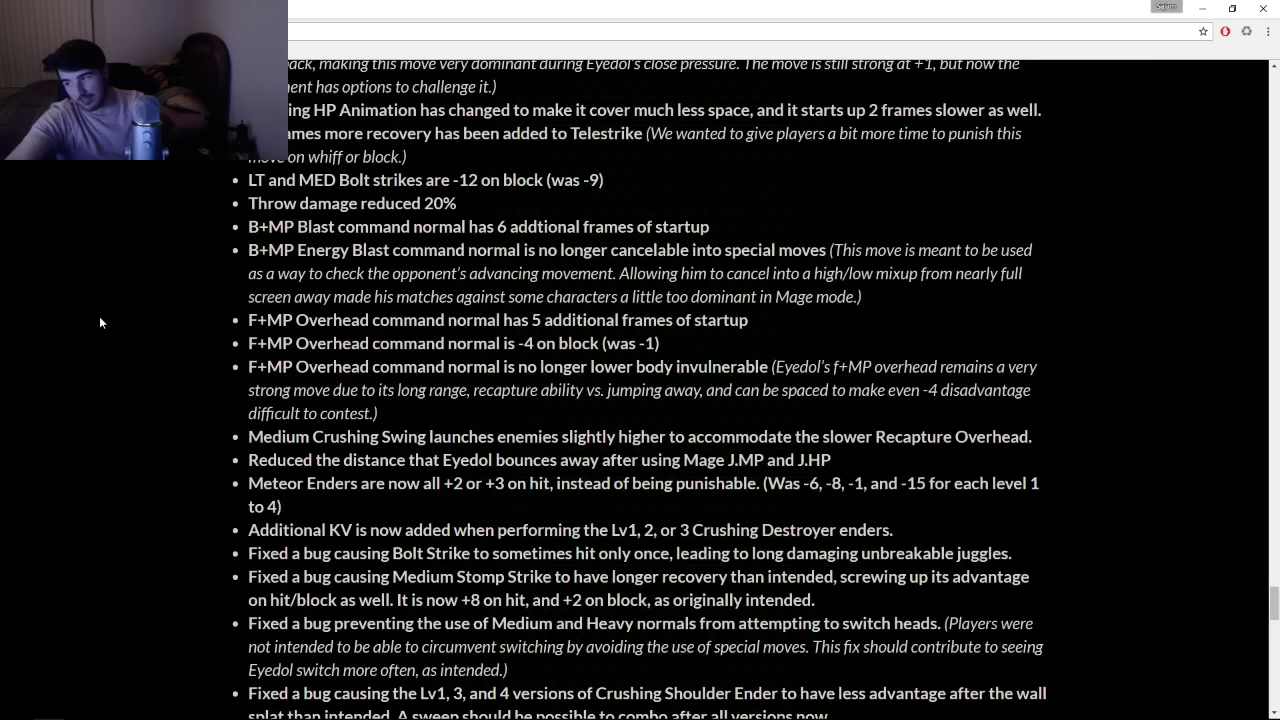 Sajam
ack, making this move very dominant during Eyedol's close pressure. The move is still strong at +1, but now the
ent has options to challenge it.)
ing HP Animation has changed to make it cover much less space, and it starts up 2 frames slower as well.
ames more recovery has been added to Telestrike (We wanted to give players a bit more time to punish this
move on whiff or block.)
• LT and MED Bolt strikes are -12 on block (was -9)
• Throw damage reduced 20%
• B+MP Blast command normal has 6 addtional frames of startup
• B+MP Energy Blast command normal is no longer cancelable into special moves (This move is meant to be used
as a way to check the opponent's advancing movement. Allowing him to cancel into a high/low mixup from nearly full
screen away made his matches against some characters a little too dominant in Mage mode.)
• F+MP Overhead command normal has 5 additional frames of startup
• F+MP Overhead command normal is -4 on block (was -1)
• F+MP Overhead command normal is no longer lower body invulnerable (Eyedol's f+MP overhead remains a very
strong move due to its long range, recapture ability vs. jumping away, and can be spaced to make even -4 disadvantage
difficult to contest.)
• Medium Crushing Swing launches enemies slightly higher to accommodate the slower Recapture Overhead.
• Reduced the distance that Eyedol bounces away after using Mage J.MP and J.HP
• Meteor Enders are now all +2 or +3 on hit, instead of being punishable. (Was -6, -8, -1, and -15 for each level 1
to 4)
• Additional KV is now added when performing the Lv1, 2, or 3 Crushing Destroyer enders.
• Fixed a bug causing Bolt Strike to sometimes hit only once, leading to long damaging unbreakable juggles.
• Fixed a bug causing Medium Stomp Strike to have longer recovery than intended, screwing up its advantage
on hit/block as well. It is now +8 on hit, and +2 on block, as originally intended.
• Fixed a bug preventing the use of Medium and Heavy normals from attempting to switch heads. (Players were
not intended to be able to circumvent switching by avoiding the use of special moves. This fix should contribute to seeing
Eyedol switch more often, as intended.)
• Fixed a bug causing the Lv1, 3, and 4 versions of Crushing Shoulder Ender to have less advantage after the wall
splat than intended. A sweep should be possible to combo after all versions now